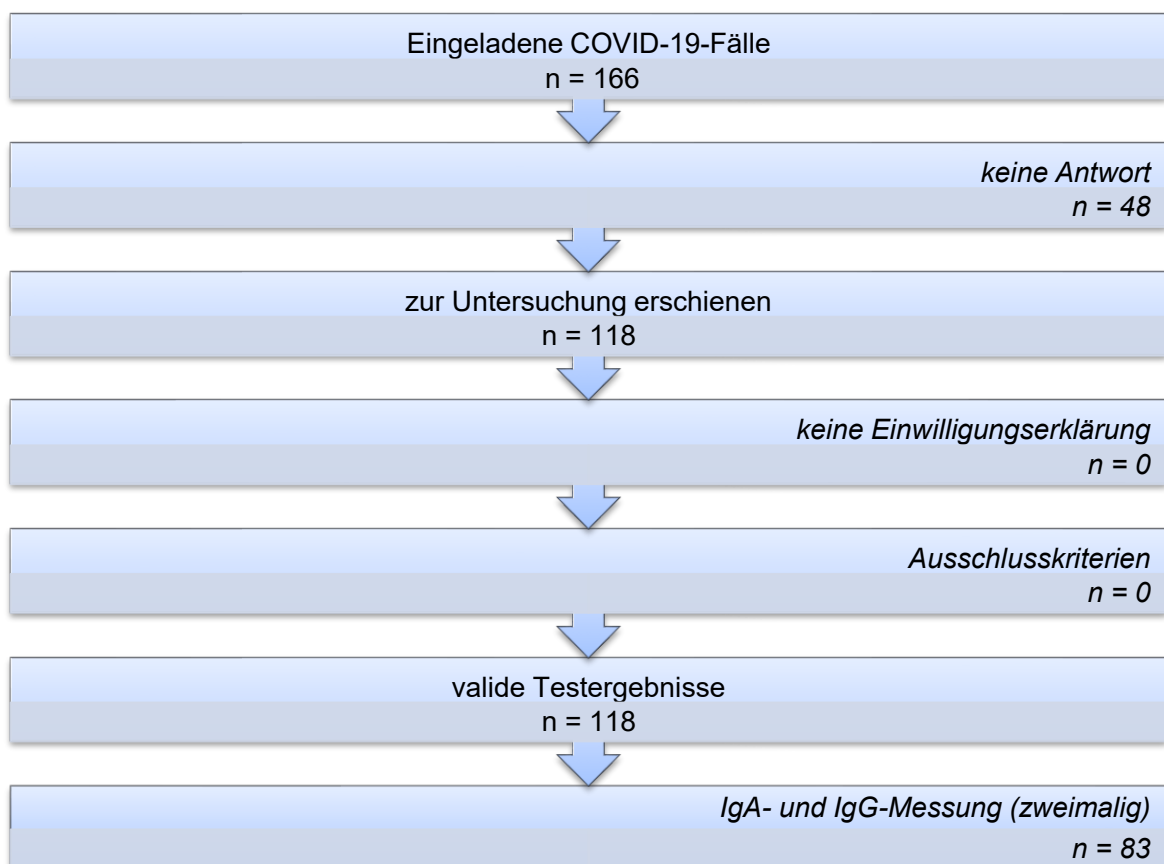 Eingeladene COVID-19-Fälle
n = 166
keine Antwort
n = 48
zur Untersuchung erschienen
n = 118
keine Einwilligungserklärung
n = 0
Ausschlusskriterien
n = 0
valide Testergebnisse
n = 118
IgA- und IgG-Messung (zweimalig)
n = 83